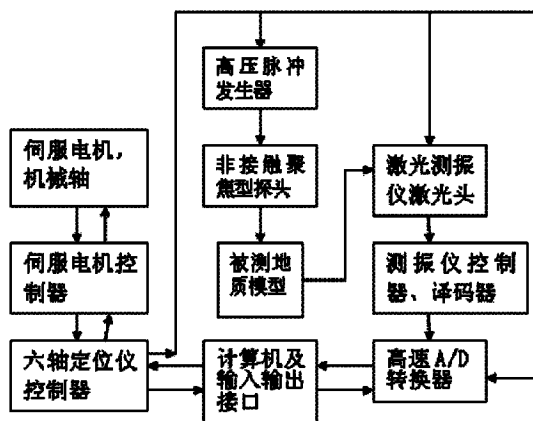 高压脉冲
发生器
伺服电机,
机械轴
非接触聚
焦型探头
激光测振
仪激光头
伺服电机控
制器
被测地
质模型
测振仪控制
器、译码器
六轴定位仪
控制器
计算机及
输入输出
接口
高速A/D
转换器